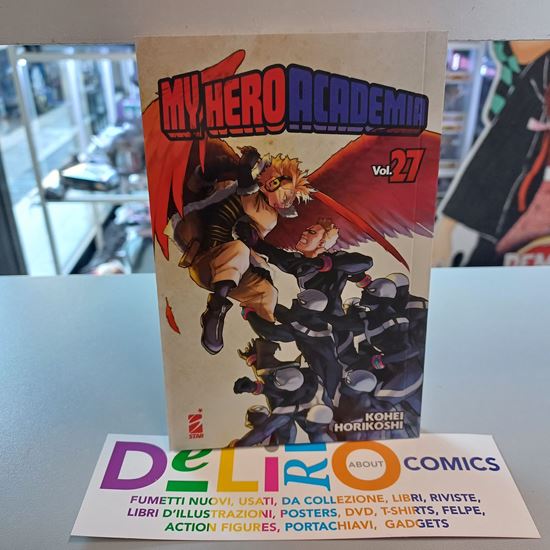 MY HERO ACADEMIA
Vol. 27
KOHEI
HORIKOSHI
STAR
DeLiRiO ABOUT COMICS
FUMETTI NUOVI, USATI, DA COLLEZIONE, LIBRI, RIVISTE,
LIBRI D'ILLUSTRAZIONI, POSTERS, DVD, T-SHIRTS, FELPE,
ACTION FIGURES, PORTACHIAVI, GADGETS